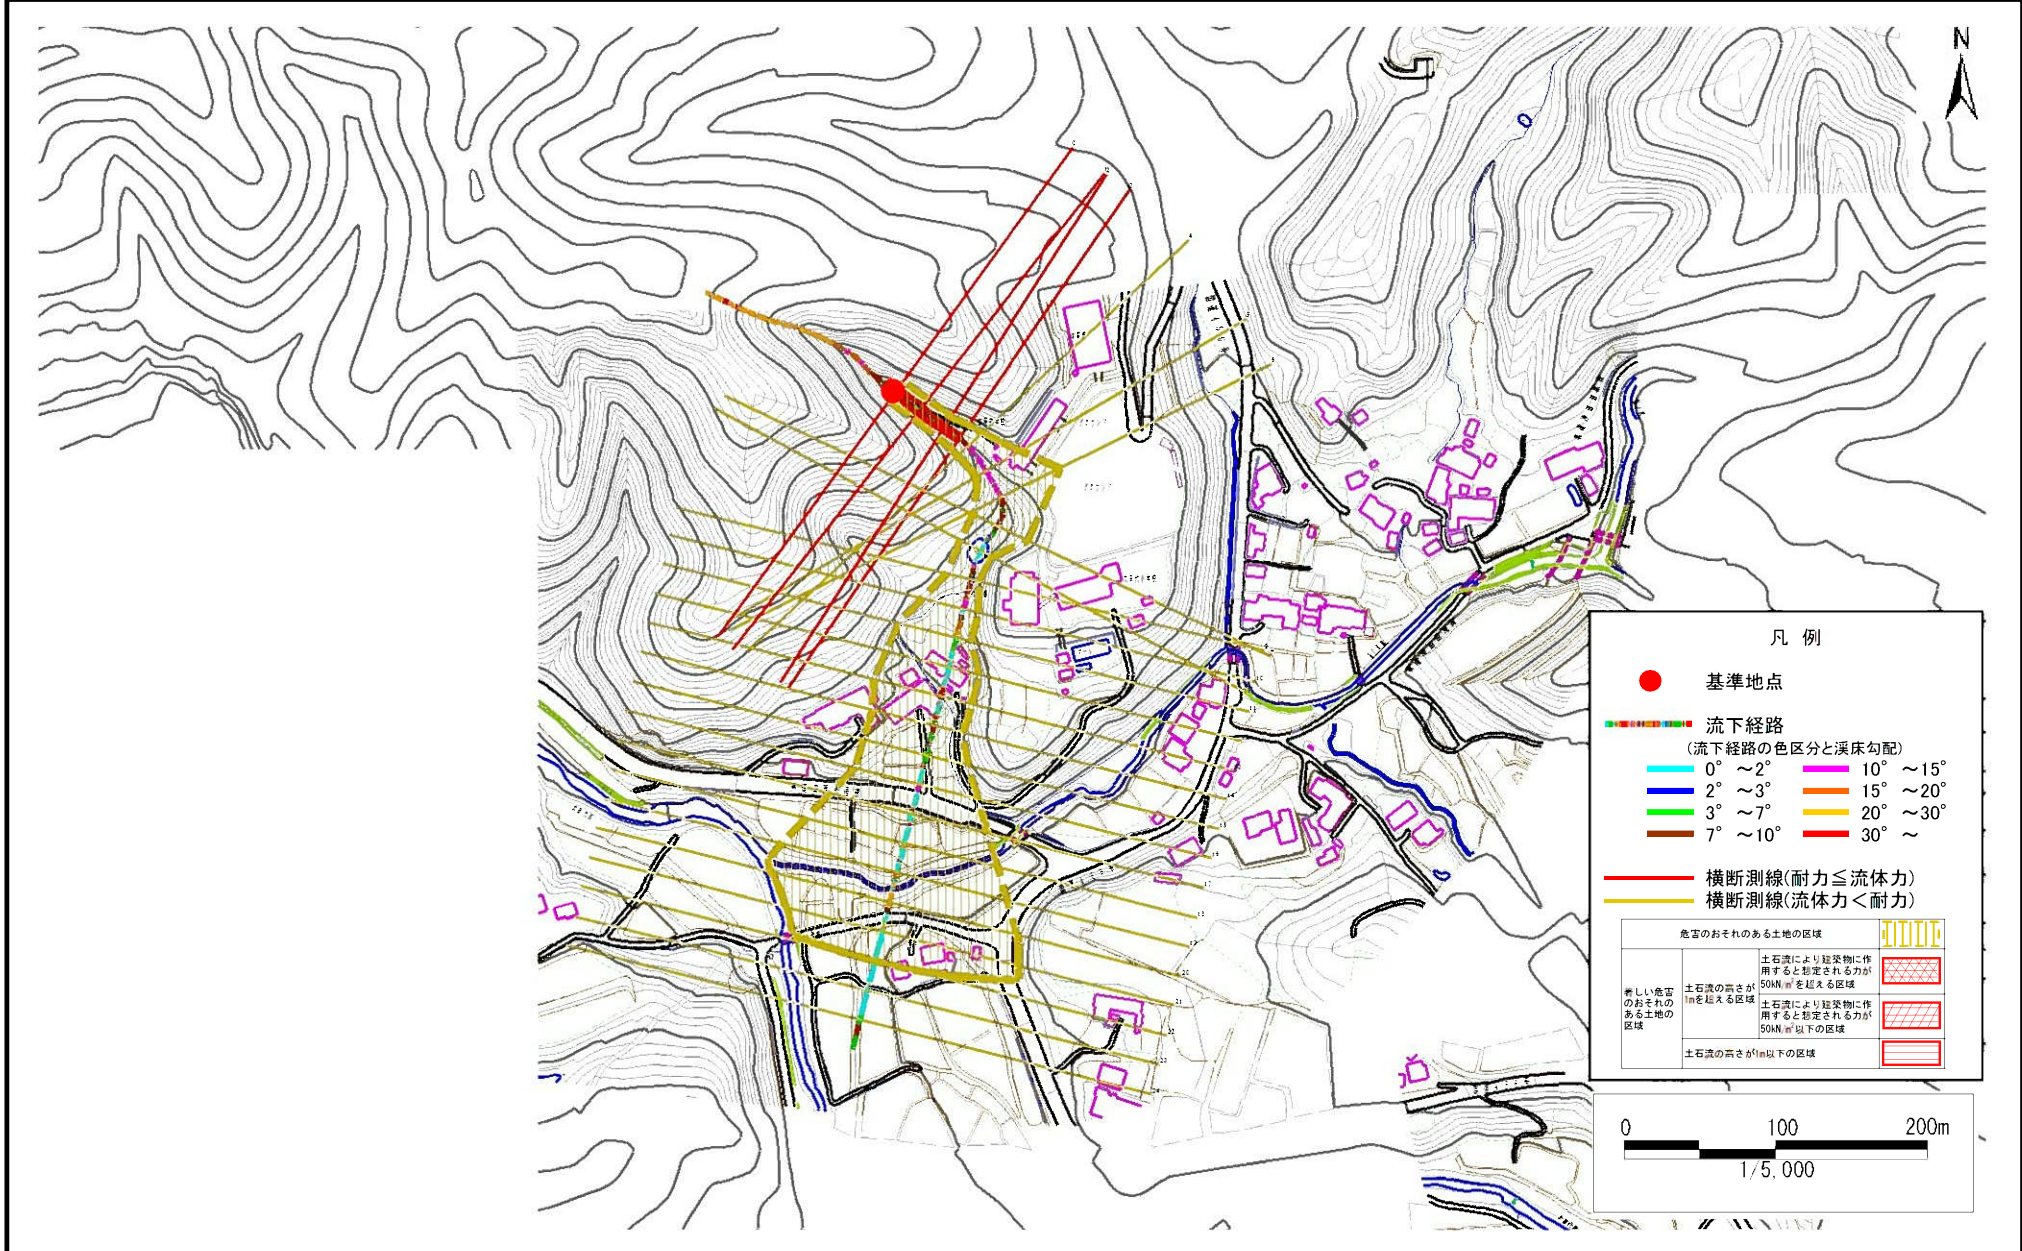 N
凡 例
基準地点
流下経路
(流下経路の色区分と渓床勾配)
0° ～2°
10° ～15°
2° ～3°
15° ～20°
3° ～7°
20° ～30°
7° ～10°
30° ～
横断測線(耐力≦流体力)
横断測線(流体力＜耐力)
危害のおそれのある土地の区域
著しい危害
のおそれの
ある土地の
区域
土石流の高さが
1mを超える区域
土石流により建築物に作
用すると想定される力が
50kN/㎡を超える区域
土石流により建築物に作
用すると想定される力が
50kN/㎡以下の区域
土石流の高さが1m以下の区域
0 100 200m
1/5,000